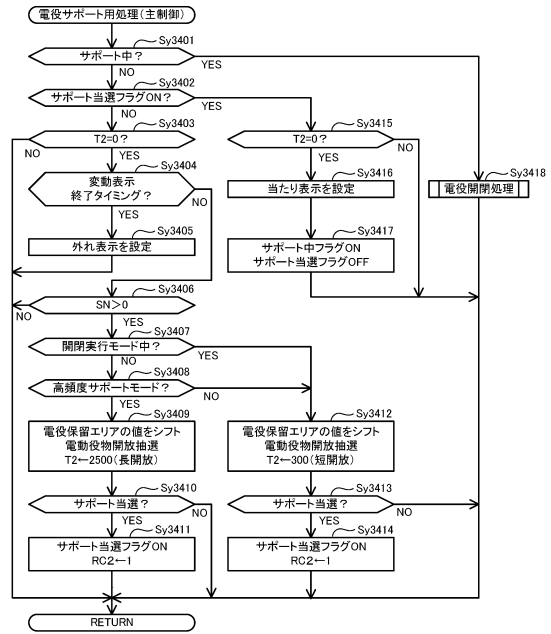 電役サポート用処理(主制御)
Sy3401
サポート中?
NO
YES
Sy3402
サポート当選フラグON?
NO
YES
Sy3403
T2=0?
NO
YES
Sy3404
変動表示
終了タイミング?
YES
NO
Sy3405
外れ表示を設定
Sy3415
T2=0?
YES
NO
Sy3416
当たり表示を設定
Sy3417
サポート中フラグON
サポート当選フラグOFF
Sy3418
電役開閉処理
Sy3406
SN>0
NO
YES
Sy3407
開閉実行モード中?
NO
YES
Sy3408
高頻度サポートモード?
YES
NO
Sy3409
電役保留エリアの値をシフト
電動役物開放抽選
T2←2500(長開放)
Sy3410
サポート当選?
YES
NO
Sy3411
サポート当選フラグON
RC2←1
Sy3412
電役保留エリアの値をシフト
電動役物開放抽選
T2←300(短開放)
Sy3413
サポート当選?
YES
NO
Sy3414
サポート当選フラグON
RC2←1
RETURN